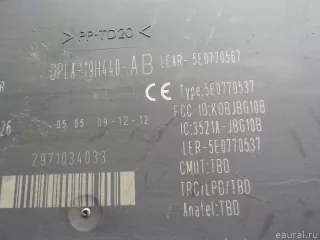 >PP-TD20<
DPLA-19H440-AB LEAR-5E0770567
CE Type:5E0770537
FCC ID:KOBJBG10B
26 05 05 09-12-12 IC:3521A-JBG10B
LER-5E0770537
2971034033 CMIIT:TBD
TRC/LPD/TBD
Anatel:TBD
eaural.ru